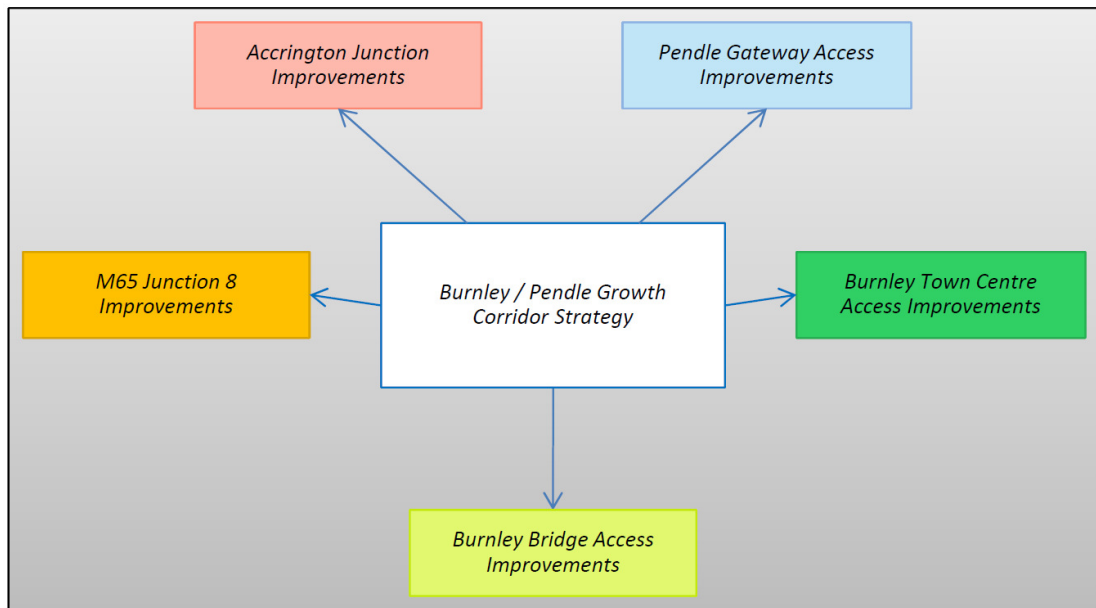 Accrington Junction
Improvements
Pendle Gateway Access
Improvements
M65 Junction 8
Improvements
Burnley / Pendle Growth
Corridor Strategy
Burnley Town Centre
Access Improvements
Burnley Bridge Access
Improvements